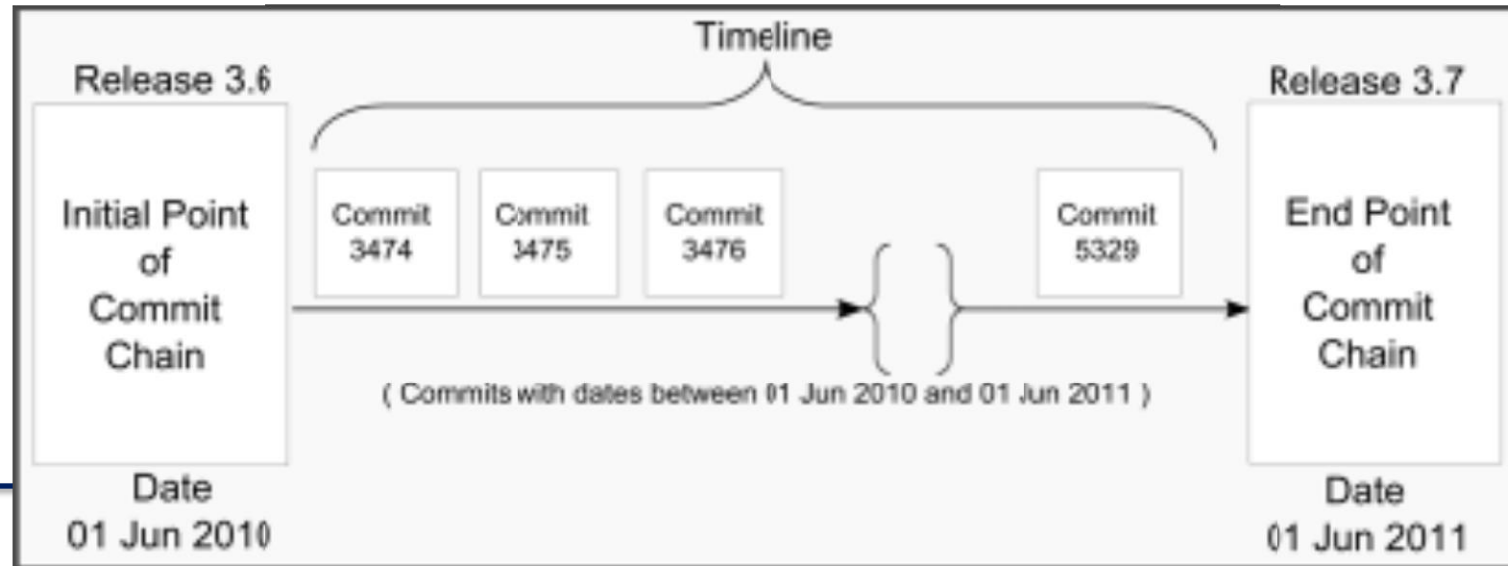 Timeline
Release 3.6
Initial Point
of
Commit
Chain
Date
01 Jun 2010
Commit
3474
Commit
3475
Commit
3476
Commit
5329
( Commits with dates between 01 Jun 2010 and 01 Jun 2011 )
Release 3.7
End Point
of
Commit
Chain
Date
01 Jun 2011